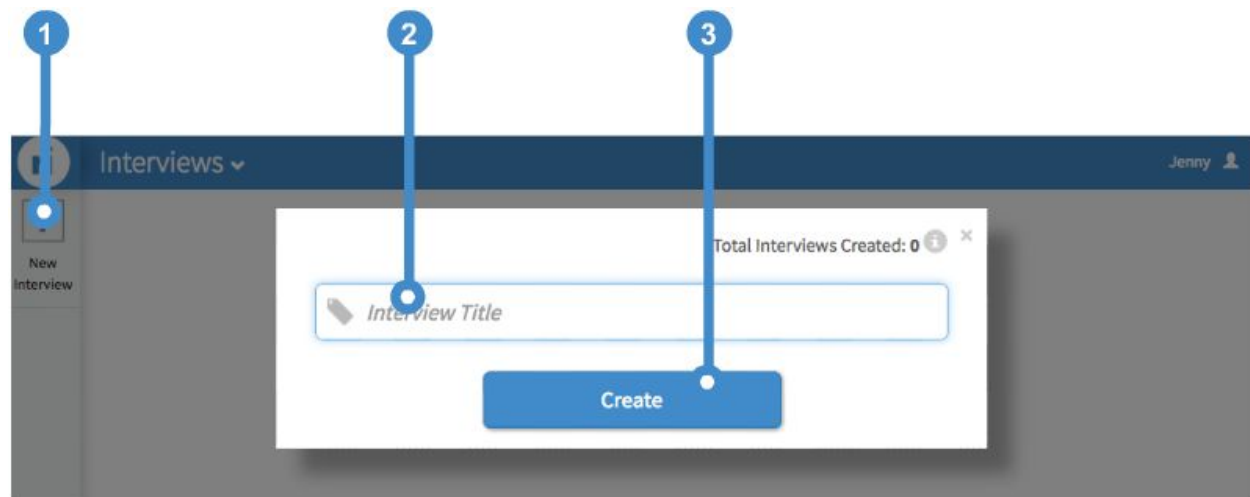 1 2 3
Interviews
Jenny
New
Interview
Total Interviews Created: 0
Interview Title
Create